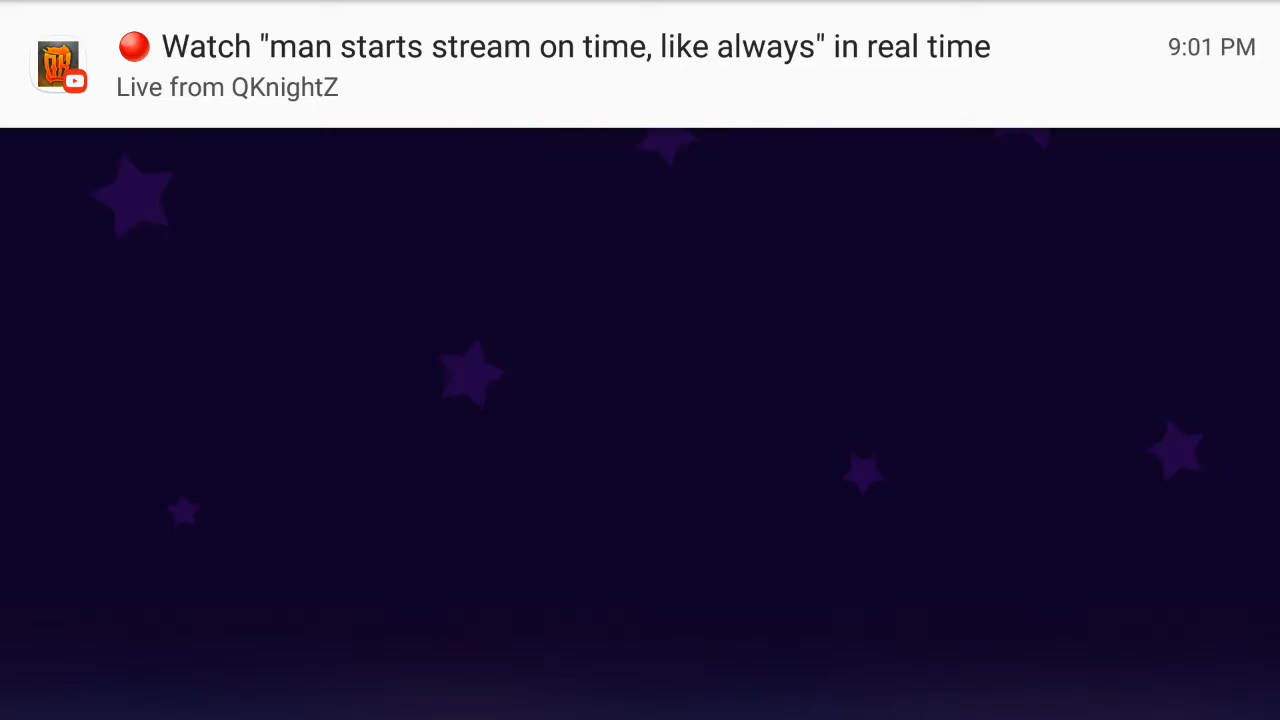 🔴 Watch "man starts stream on time, like always" in real time
9:01 PM
Live from QKnightZ